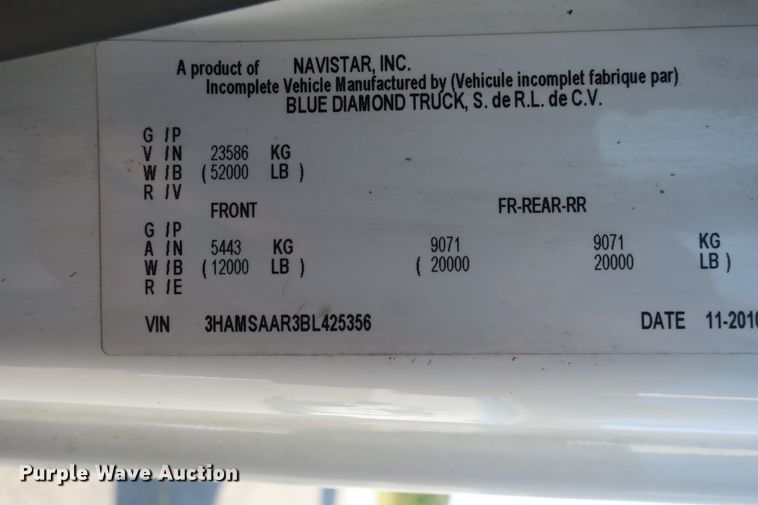 A product of NAVISTAR, INC.
Incomplete Vehicle Manufactured by (Vehicule incomplet fabrique par)
BLUE DIAMOND TRUCK, S. de R.L. de C.V.
G /P
V /N 23586 KG
W /B ( 52000 LB )
R /V
FRONT FR-REAR-RR
G /P
A /N 5443 KG 9071 9071 KG
W /B ( 12000 LB ) ( 20000 20000 LB )
R /E
VIN 3HAMSAAR3BL425356 DATE 11-2010
Purple Wave Auction